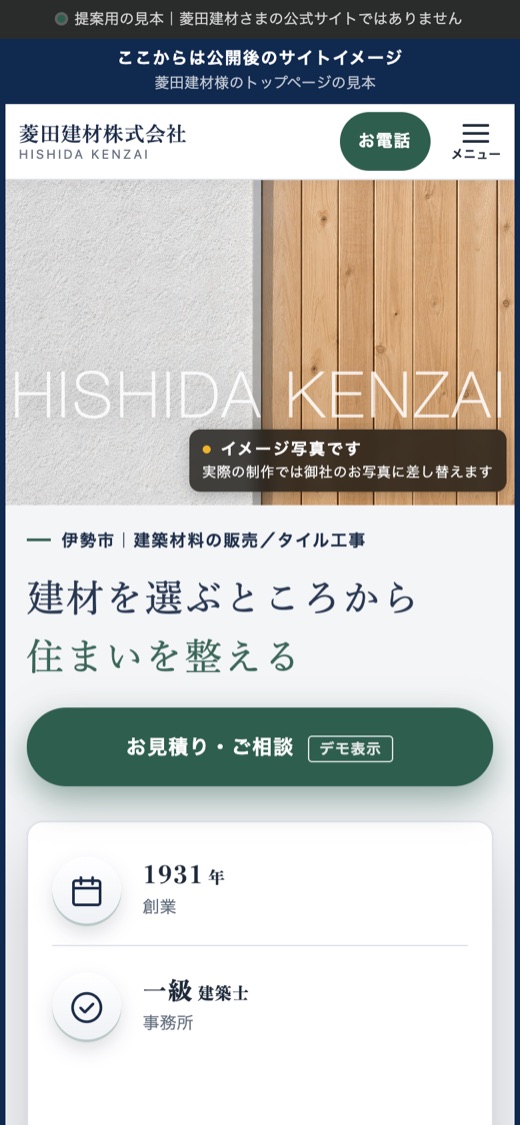 提案用の見本｜菱田建材さまの公式サイトではありません
ここからは公開後のサイトイメージ
菱田建材様のトップページの見本
菱田建材株式会社
HISHIDA KENZAI
お電話
メニュー
HISHIDA KENZAI
イメージ写真です
実際の制作では御社のお写真に差し替えます
伊勢市｜建築材料の販売／タイル工事
建材を選ぶところから
住まいを整える
お見積り・ご相談 デモ表示
1931 年
創業
一級 建築士
事務所